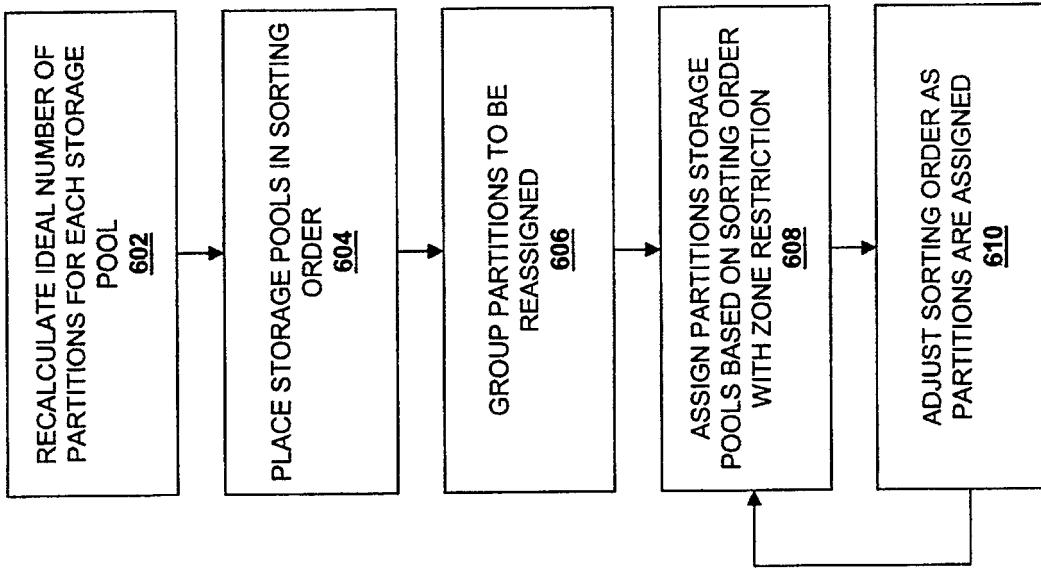 RECALCULATE IDEAL NUMBER OF
PARTITIONS FOR EACH STORAGE
POOL
602
PLACE STORAGE POOLS IN SORTING
ORDER
604
GROUP PARTITIONS TO BE
REASSIGNED
606
ASSIGN PARTITIONS STORAGE
POOLS BASED ON SORTING ORDER
WITH ZONE RESTRICTION
608
ADJUST SORTING ORDER AS
PARTITIONS ARE ASSIGNED
610